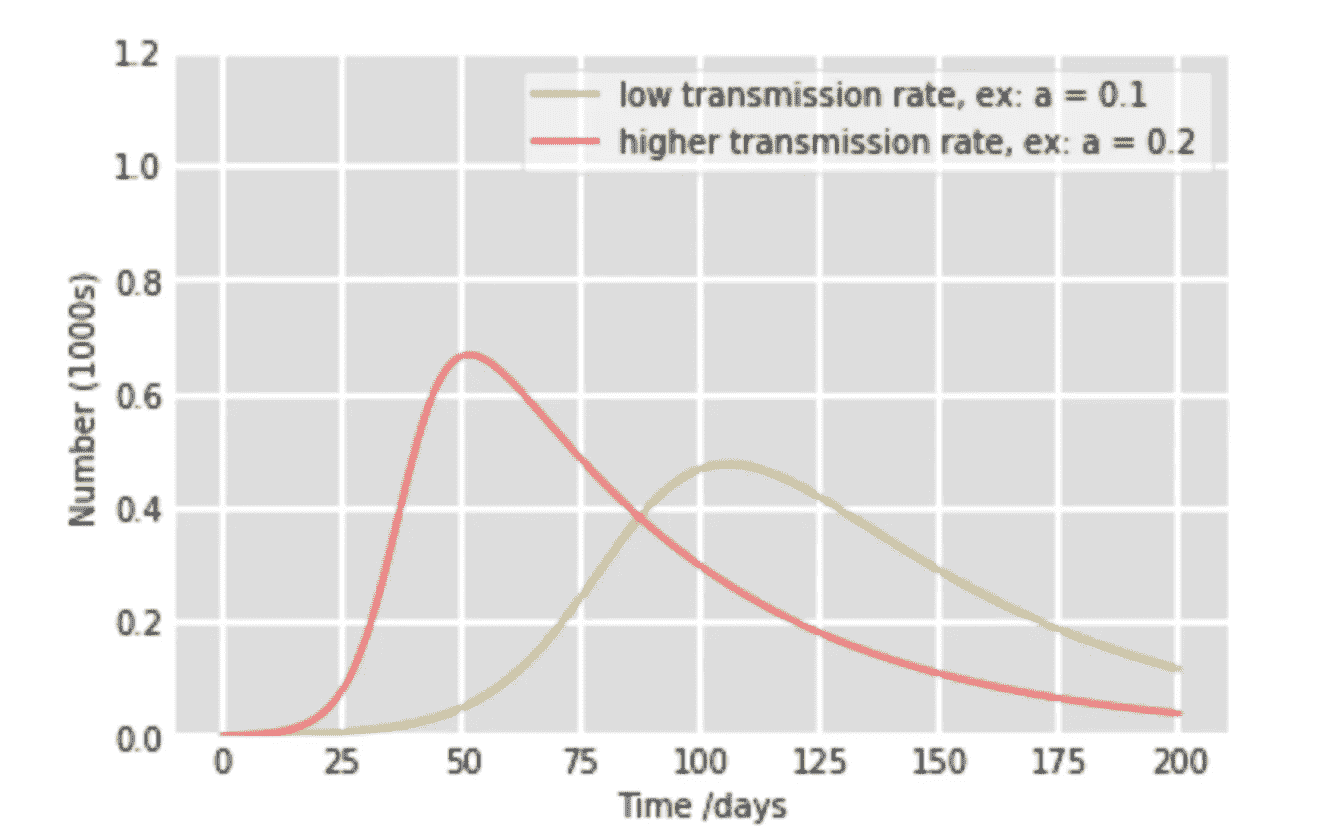 1.2
low transmission rate, ex: a = 0.1
higher transmission rate, ex: a = 0.2
1.0
0.8
Number (1000s)
0.6
0.4
0.2
0.0
0 25 50 75 100 125 150 175 200
Time /days